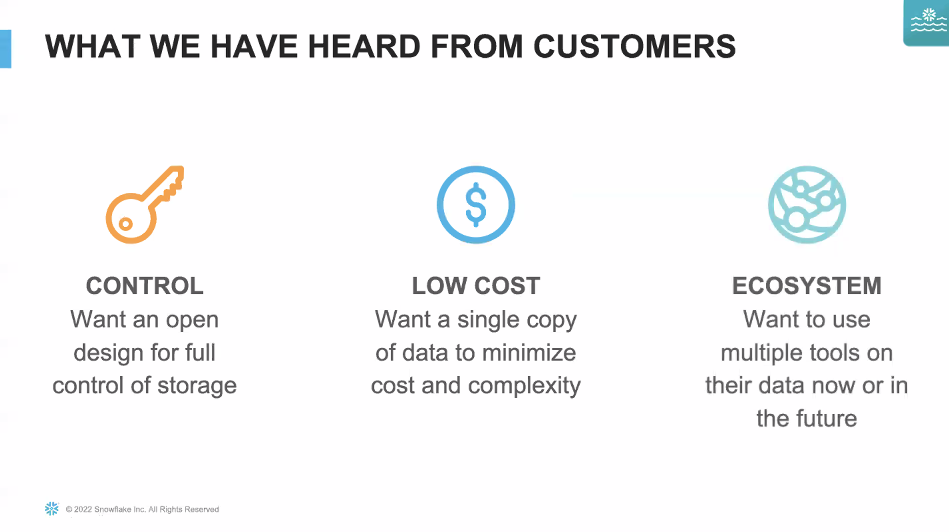 WHAT WE HAVE HEARD FROM CUSTOMERS
CONTROL
Want an open
design for full
control of storage
$
LOW COST
Want a single copy
of data to minimize
cost and complexity
ECOSYSTEM
Want to use
multiple tools on
their data now or in
the future
© 2022 Snowflake Inc. All Rights Reserved